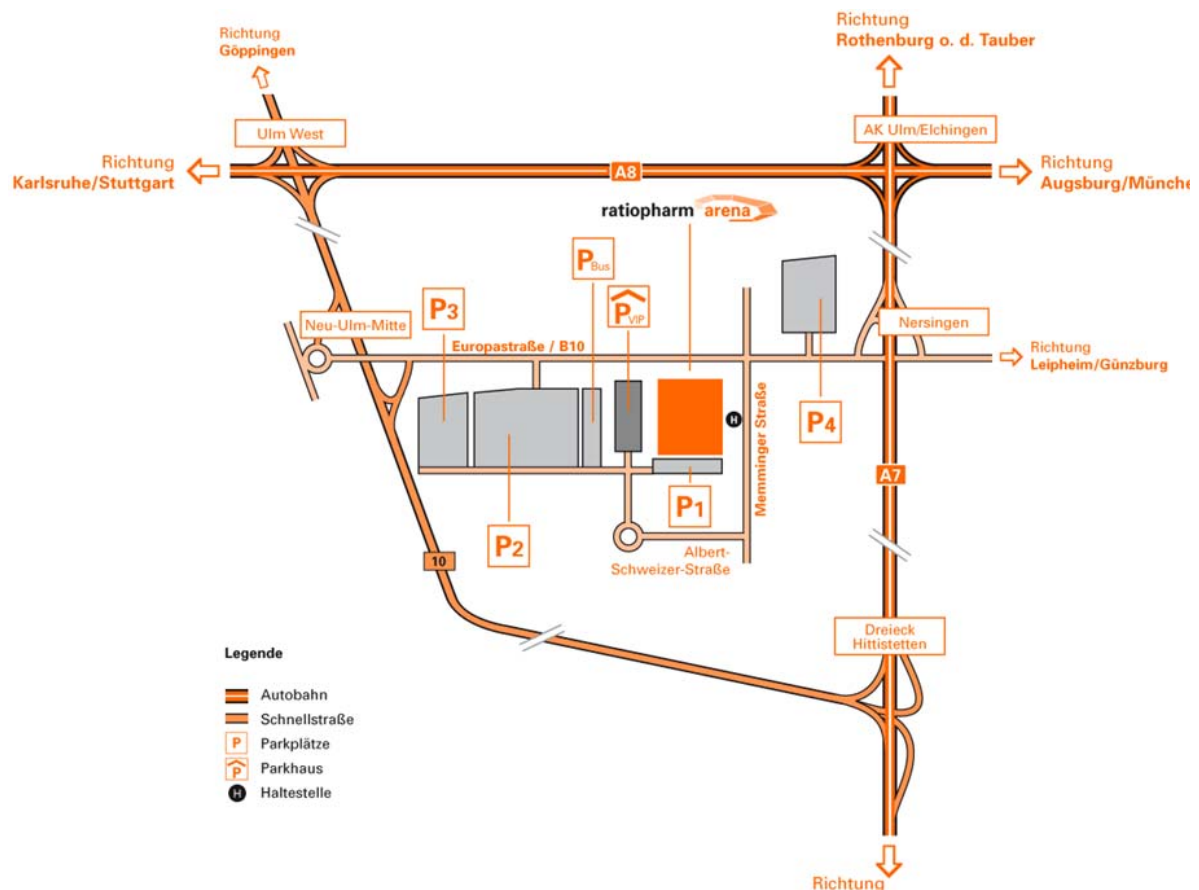 Richtung
Göppingen
Richtung
Rothenburg o. d. Tauber
Ulm West
AK Ulm/Elchingen
Richtung
Karlsruhe/Stuttgart
A8
Richtung
Augsburg/Münche
ratiopharm arena
P Bus
P VIP
P3
Neu-Ulm-Mitte
Nersingen
Europastraße / B10
Richtung
Leipheim/Günzburg
P4
H
Memminger Straße
A7
P1
P2
10
Albert-
Schweizer-Straße
Dreieck
Hittistetten
Legende
Autobahn
Schnellstraße
P Parkplätze
P Parkhaus
H Haltestelle
Richtung